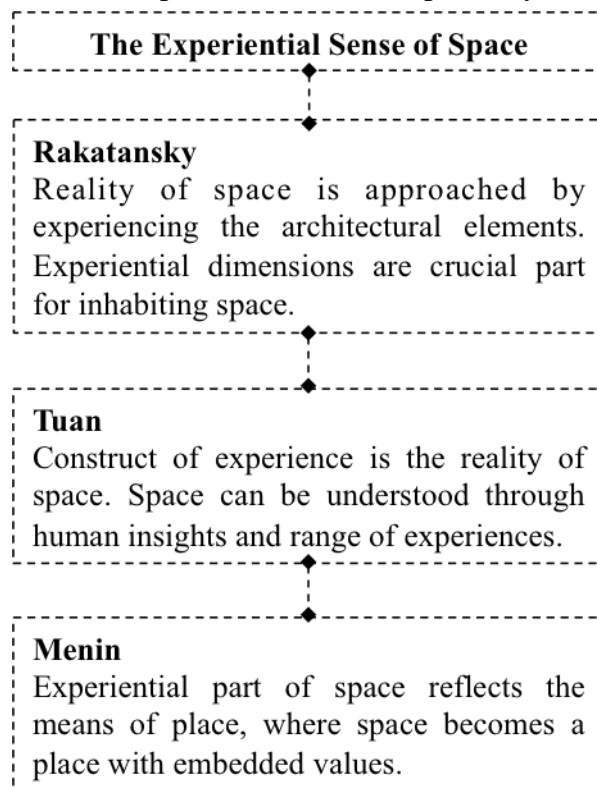 The Experiential Sense of Space
Rakatansky
Reality of space is approached by
experiencing the architectural elements.
Experiential dimensions are crucial part
for inhabiting space.
Tuan
Construct of experience is the reality of
space. Space can be understood through
human insights and range of experiences.
Menin
Experiential part of space reflects the
means of place, where space becomes a
place with embedded values.